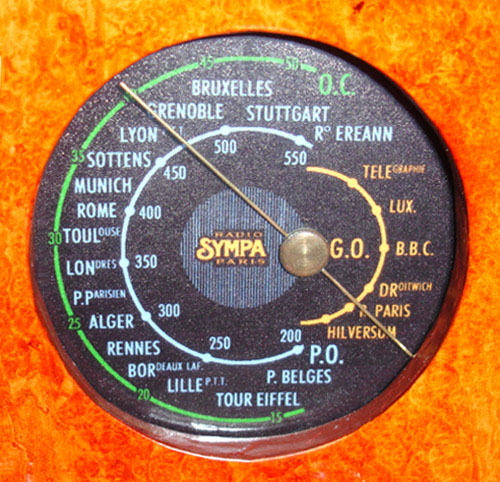 45
50
O.C.
BRUXELLES
GRENOBLE
STUTTGART
LYON
500
Rº EREANN
35
SOTTENS
450
550
TELEGRAPHIE
MUNICH
LUX.
ROME
400
30
TOULOUSE
RADIO
SYMPA
PARIS
G.O.
B.B.C.
LONDRES
350
P.PARISIEN
DROITWICH
25
ALGER
300
R. PARIS
HILVERSUM
RENNES
250
200
P.O.
BORDEAUX LAF.
P. BELGES
20
LILLE P.T.T.
TOUR EIFFEL
15